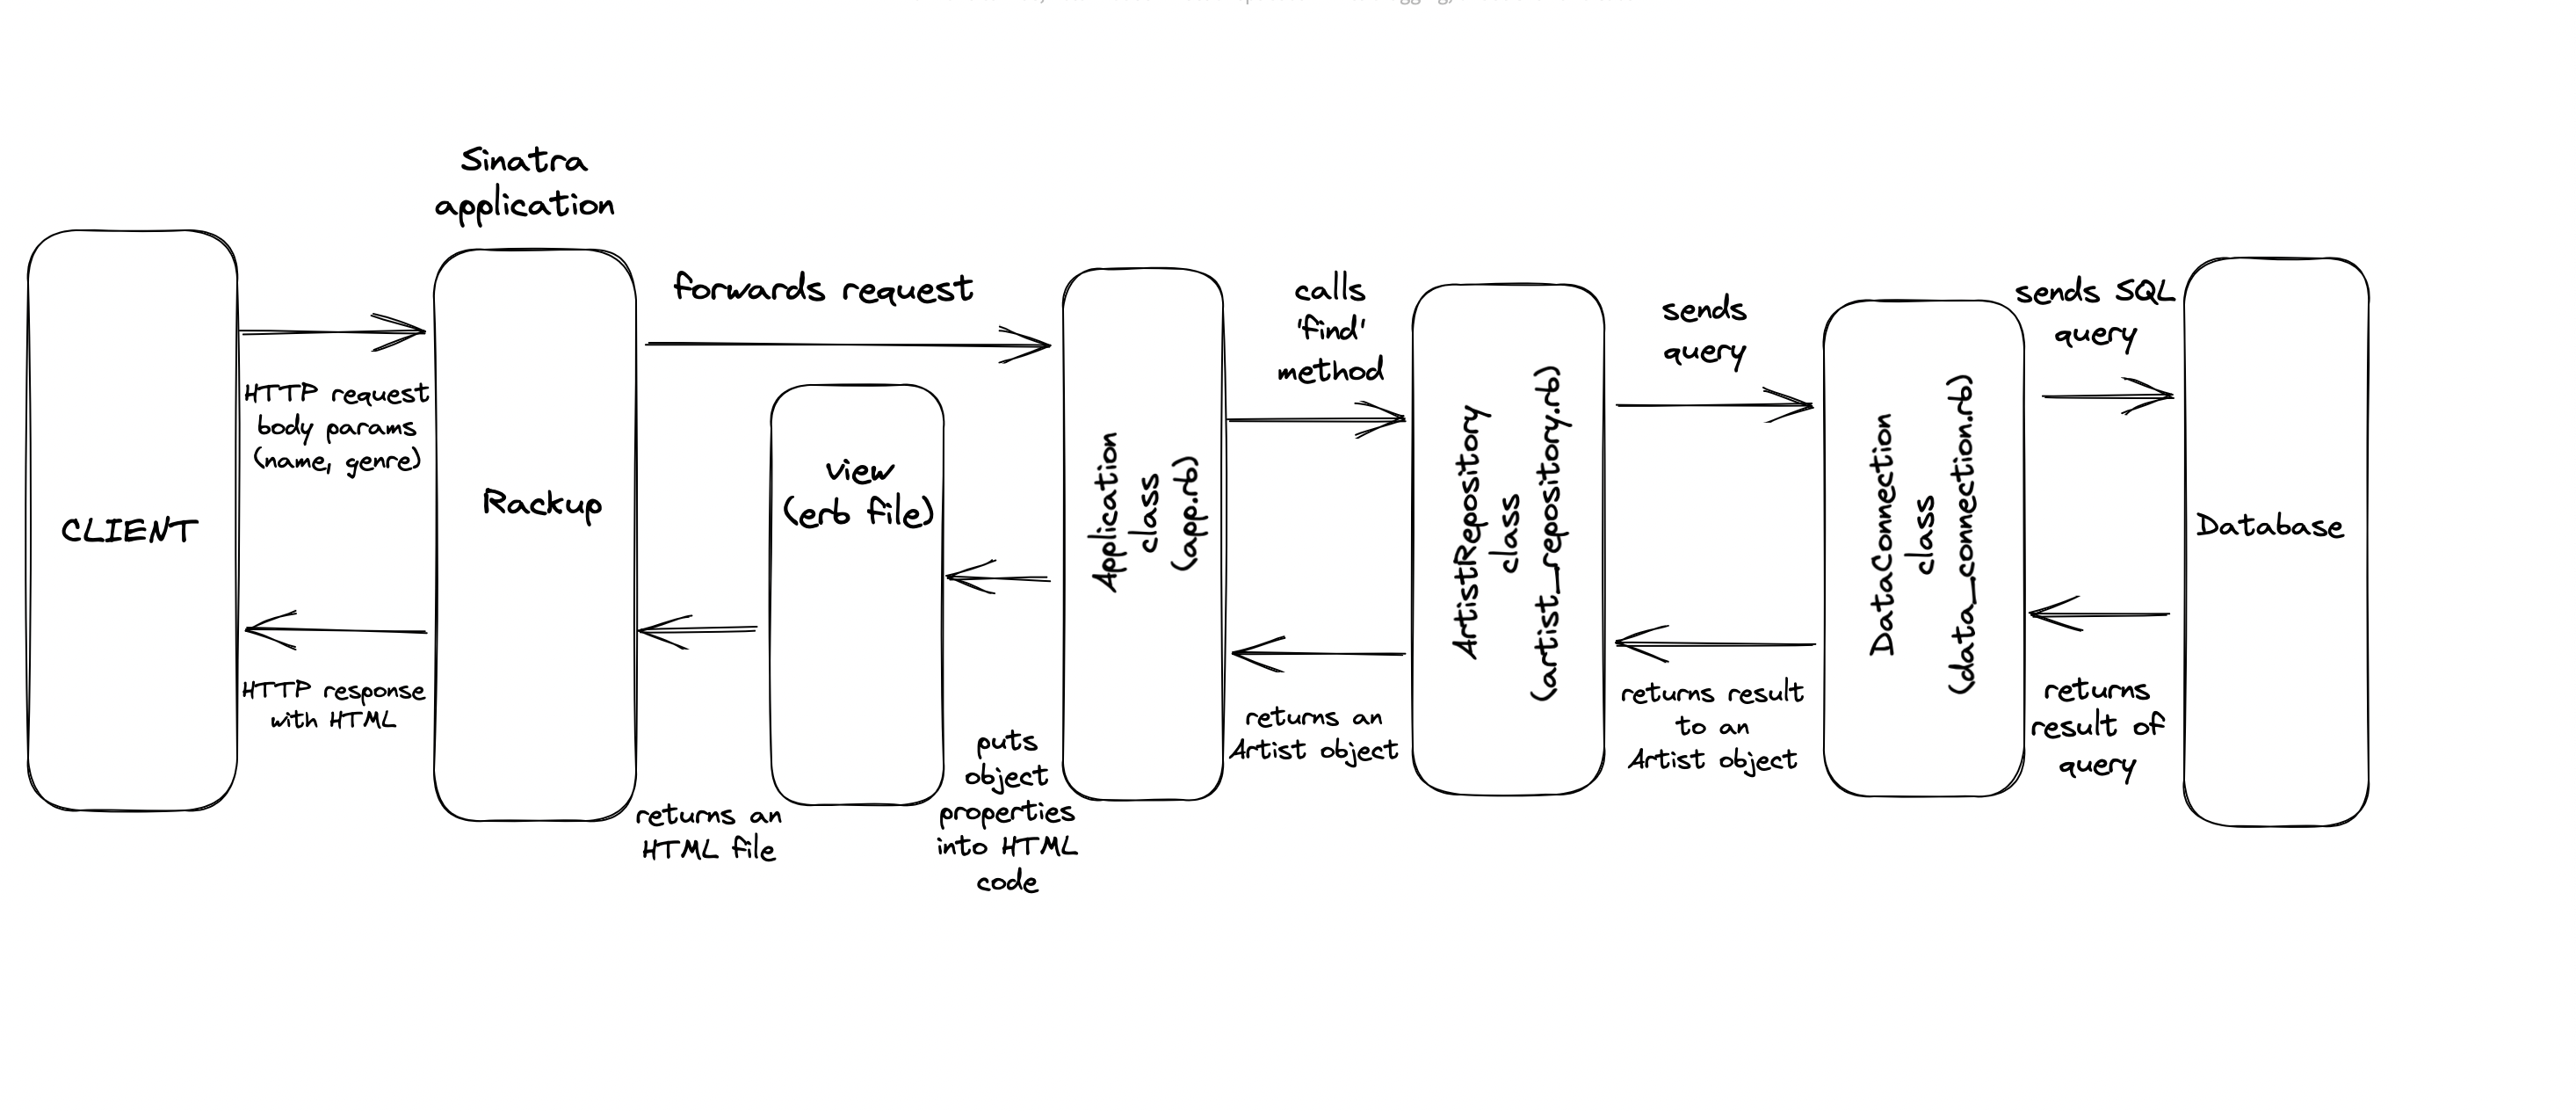 Sinatra
application
CLIENT
HTTP request
body params
(name, genre)
HTTP response
with HTML
Rackup
forwards request
view
(erb file)
returns an
HTML file
puts
object
properties
into HTML
code
Application
class
(app.rb)
calls
'find'
method
returns an
Artist object
ArtistRepository
class
(artist_repository.rb)
sends
query
returns result
to an
Artist object
DataConnection
class
(data_connection.rb)
sends SQL
query
returns
result of
query
Database